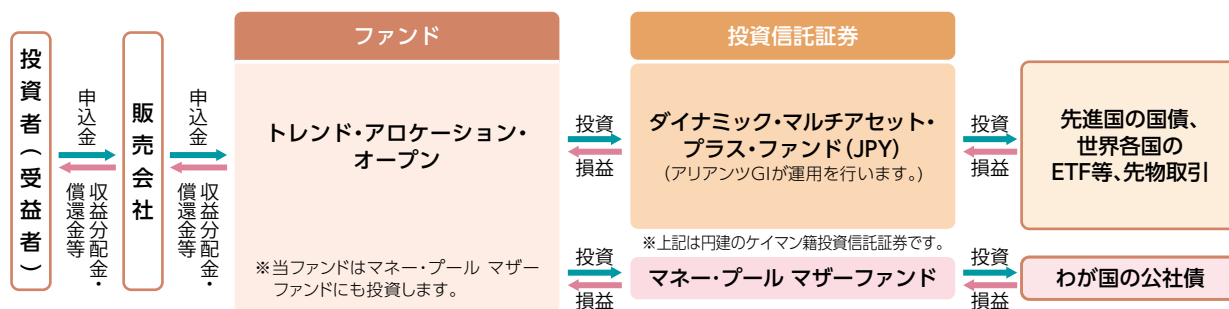 投資者（受益者）
申込金
収益分配金・
償還金等
販売会社
申込金
収益分配金・
償還金等
ファンド
トレンド・アロケーション・
オープン
※当ファンドはマネー・プール マザー
ファンドにも投資します。
投資
損益
投資
損益
投資信託証券
ダイナミック・マルチアセット・
プラス・ファンド（JPY）
（アリアンツGIが運用を行います。）
※上記は円建のケイマン籍投資信託証券です。
マネー・プール マザーファンド
投資
損益
投資
損益
先進国の国債、
世界各国の
ETF等、先物取引
わが国の公社債